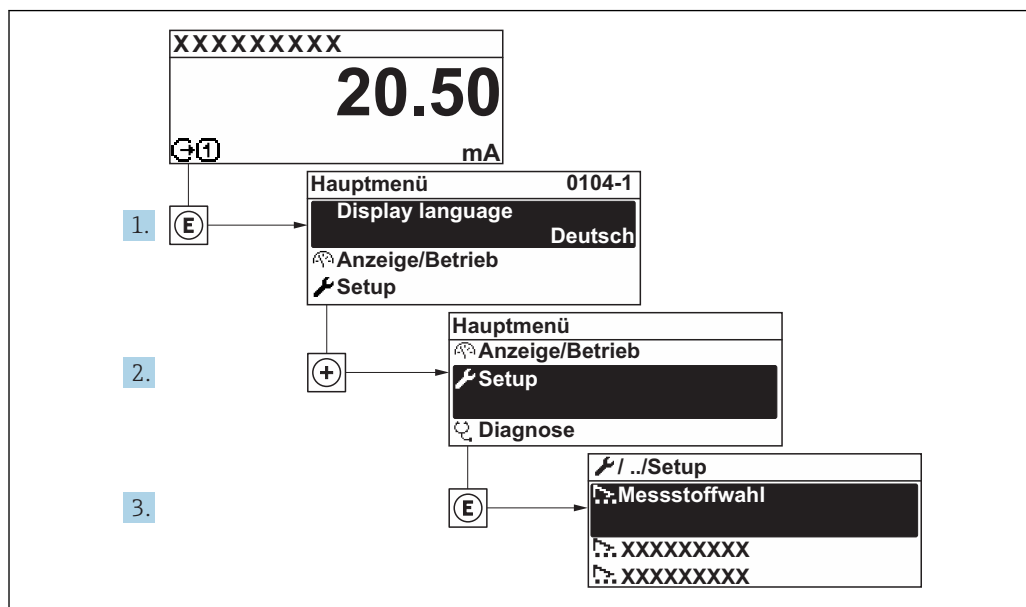 XXXXXXXXX
20.50
1 mA
Hauptmenü 0104-1
Display language
Deutsch
Anzeige/Betrieb
Setup
1. E
Hauptmenü
Anzeige/Betrieb
Setup
Diagnose
2. +
/ ../Setup
Messstoffwahl
XXXXXXXXX
XXXXXXXXX
3. E